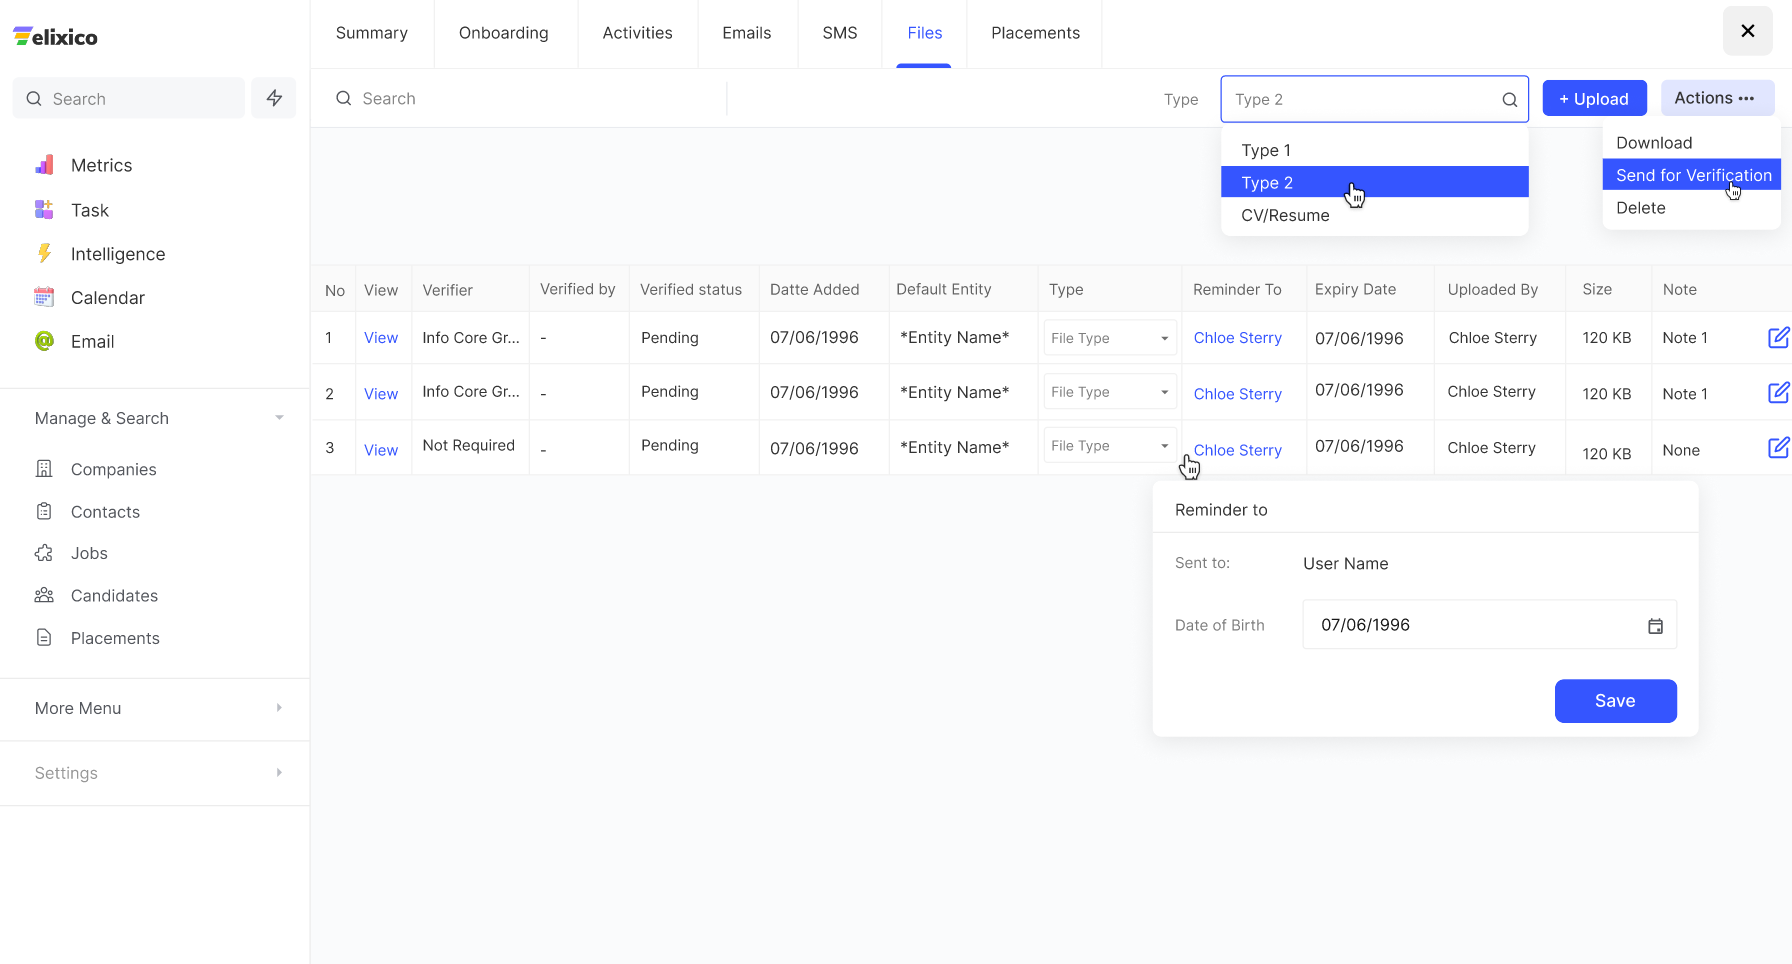 elixico
Search
Metrics
Task
Intelligence
Calendar
Email
Manage & Search
Companies
Contacts
Jobs
Candidates
Placements
More Menu
Settings
Summary Onboarding Activities Emails SMS Files Placements
Search
Type Type 2 + Upload Actions •••
Type 1
Type 2
CV/Resume
Download
Send for Verification
Delete
No View Verifier Verified by Verified status Datte Added Default Entity Type Reminder To Expiry Date Uploaded By Size Note
1 View Info Core Gr... - Pending 07/06/1996 *Entity Name* File Type Chloe Sterry 07/06/1996 Chloe Sterry 120 KB Note 1
2 View Info Core Gr... - Pending 07/06/1996 *Entity Name* File Type Chloe Sterry 07/06/1996 Chloe Sterry 120 KB Note 1
3 View Not Required - Pending 07/06/1996 *Entity Name* File Type Chloe Sterry 07/06/1996 Chloe Sterry 120 KB None
Reminder to
Sent to: User Name
Date of Birth 07/06/1996
Save